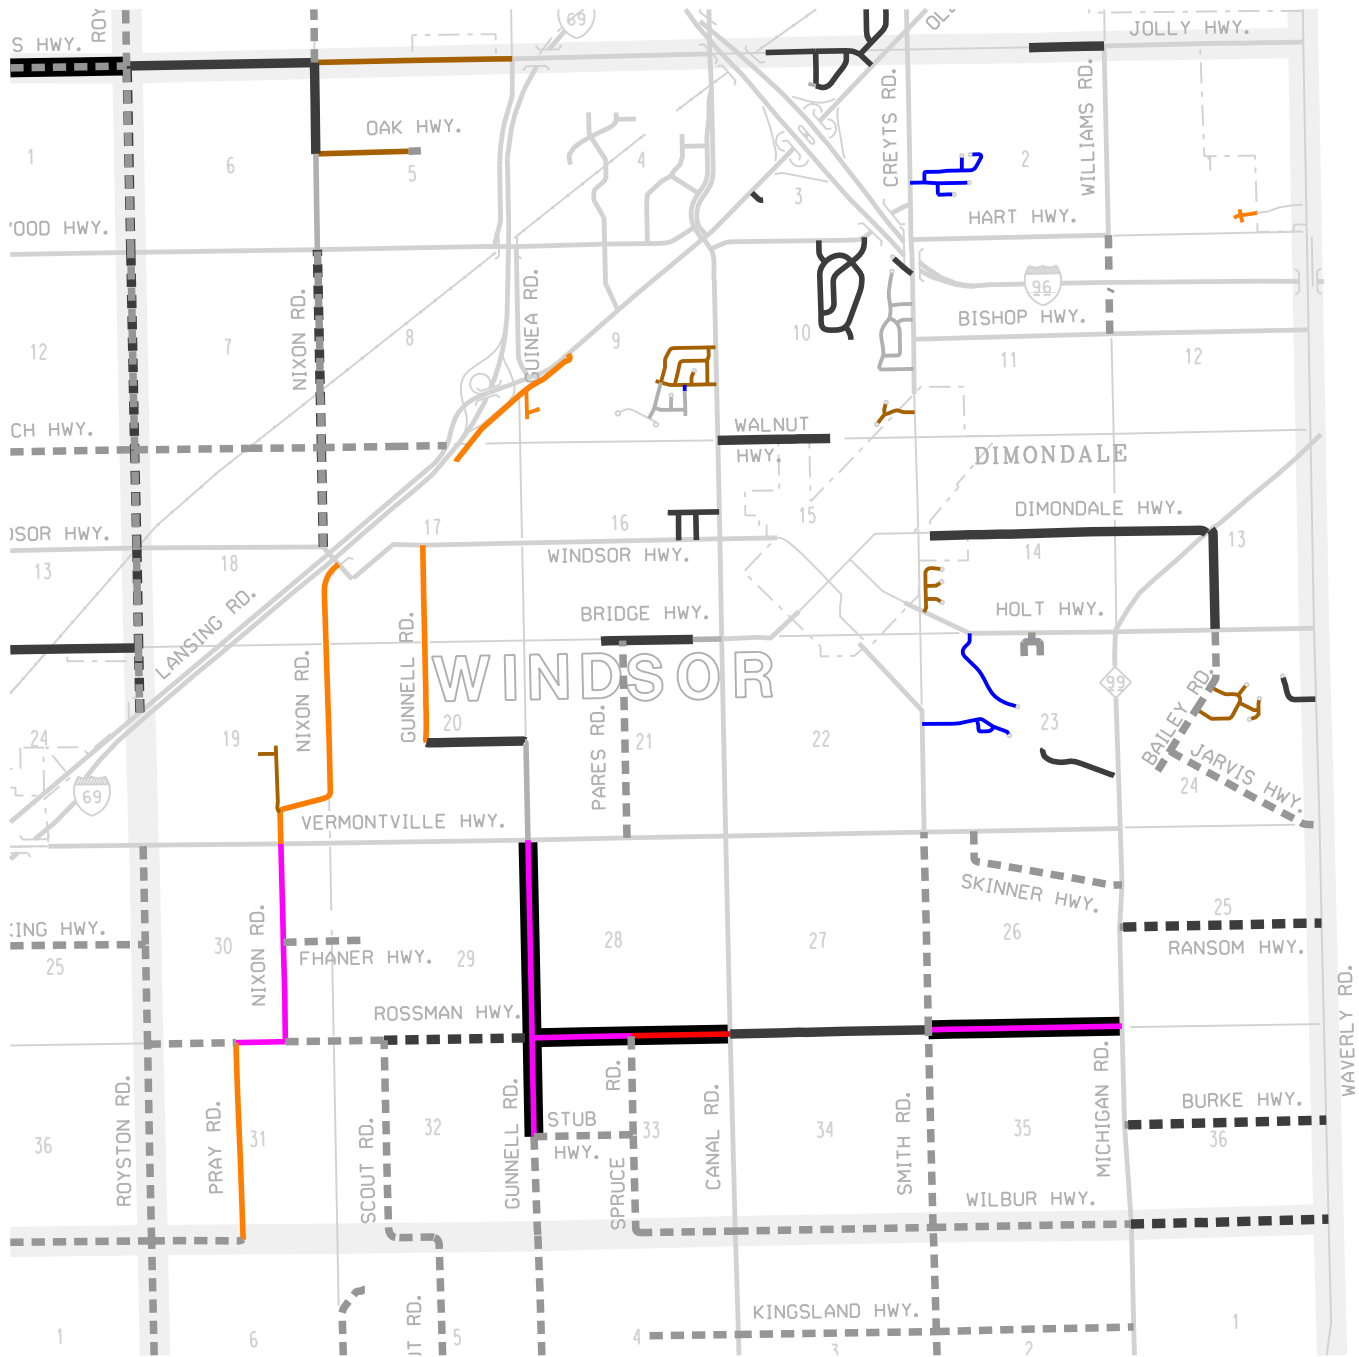 S HWY.
ROY
69
OL
JOLLY HWY.
OAK HWY.
CREYTS RD.
WILLIAMS RD.
1
6
5
4
3
2
'OOD HWY.
HART HWY.
NIXON RD.
GUINEA RD.
96
BISHOP HWY.
12
7
8
9
10
11
12
CH HWY.
WALNUT
HWY.
DIMONDALE
DSOR HWY.
17
16
15
DIMONDALE HWY.
13
18
WINDSOR HWY.
14
13
LANSING RD.
GUNNELL RD.
BRIDGE HWY.
HOLT HWY.
NIXON RD.
WINDSOR
99
BAILEY RD.
24
19
20
PARES RD.
21
22
23
JARVIS HWY.
24
69
VERMONTVILLE HWY.
SKINNER HWY.
KING HWY.
30
NIXON RD.
FHANER HWY.
29
28
27
26
25
RANSOM HWY.
25
ROSSMAN HWY.
WAVERLY RD.
ROYSTON RD.
PRAY RD.
SCOUT RD.
GUNNELL RD.
SPRUCE RD.
CANAL RD.
SMITH RD.
MICHIGAN RD.
BURKE HWY.
36
31
32
STUB
HWY.
33
34
35
36
WILBUR HWY.
KINGSLAND HWY.
UT RD.
1
6
5
4
3
2
1